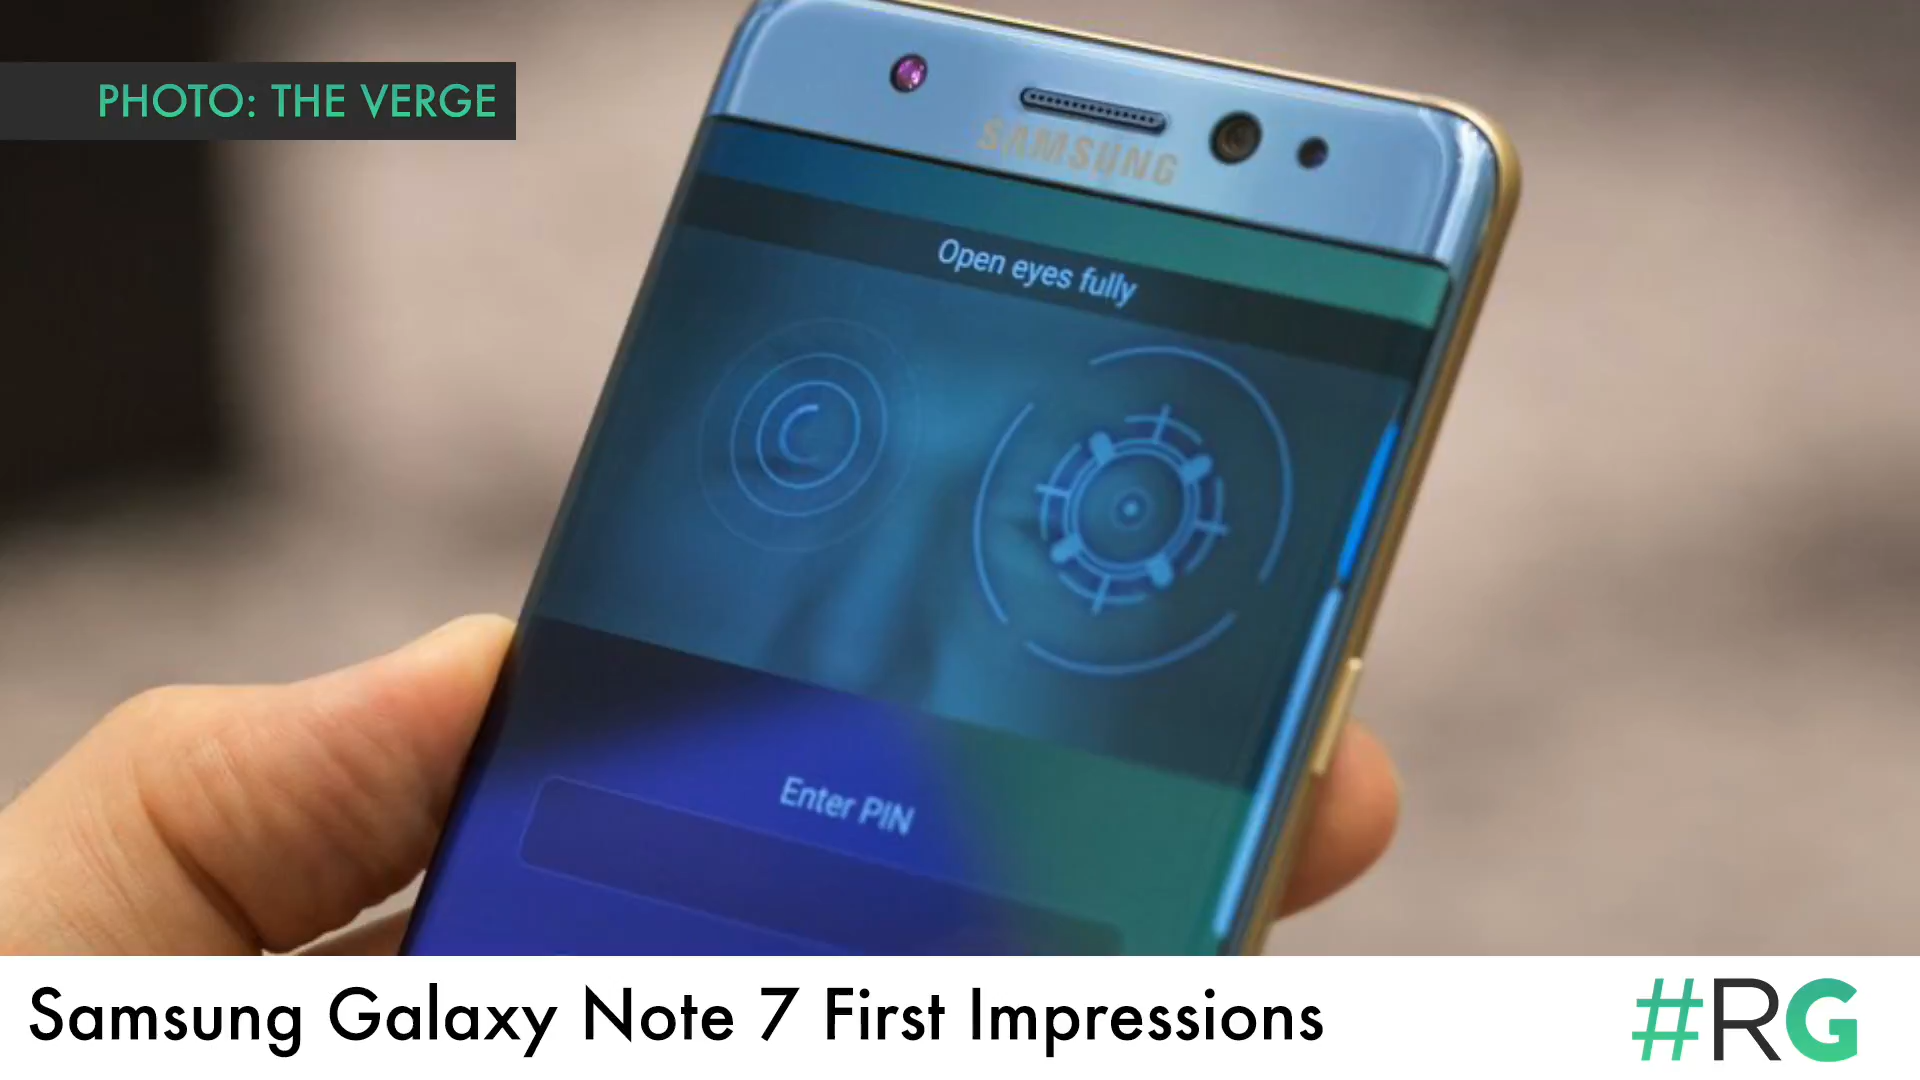 PHOTO: THE VERGE
SAMSUNG
Open eyes fully
Enter PIN
Samsung Galaxy Note 7 First Impressions
#RG